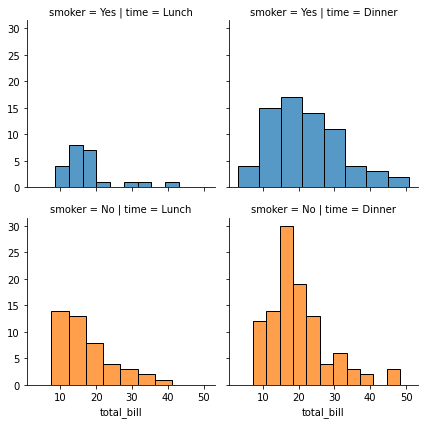 smoker = Yes | time = Lunch
smoker = Yes | time = Dinner
30
25
20
15
10
5
0
smoker = No | time = Lunch
smoker = No | time = Dinner
30
25
20
15
10
5
0
10 20 30 40 50
10 20 30 40 50
total_bill
total_bill